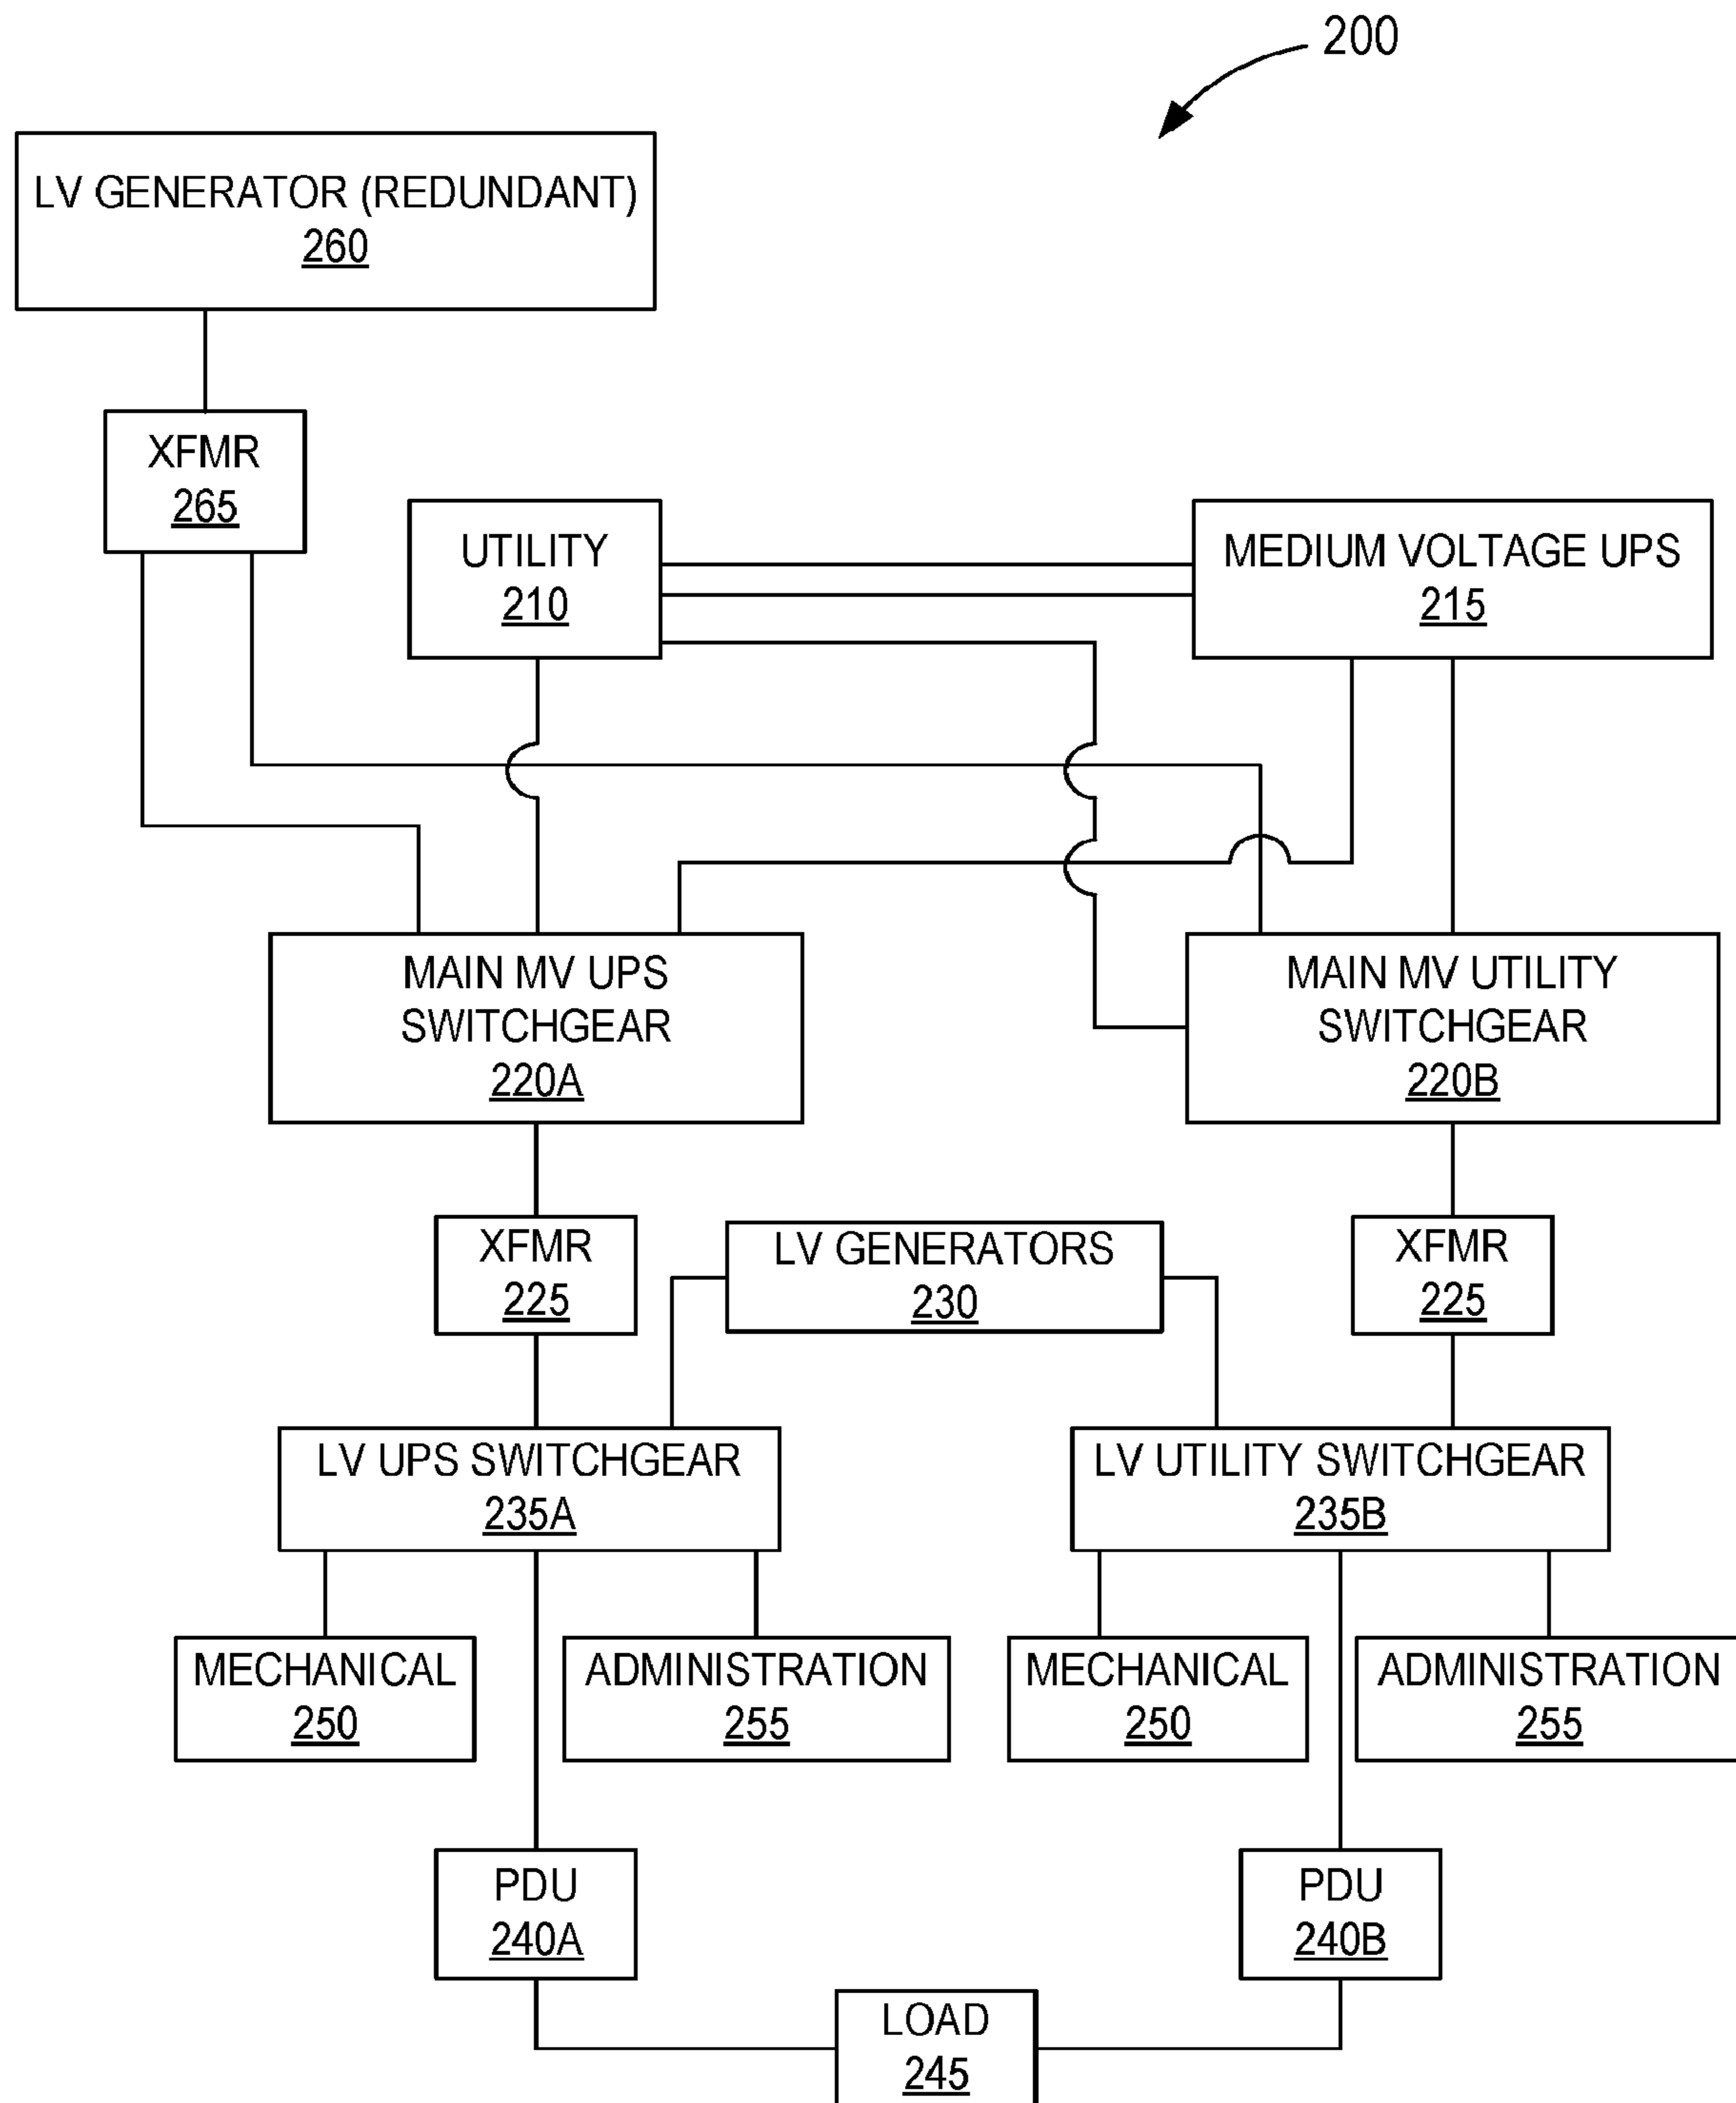 200
LV GENERATOR (REDUNDANT)
260
XFMR
265
UTILITY
210
MEDIUM VOLTAGE UPS
215
MAIN MV UPS
SWITCHGEAR
220A
MAIN MV UTILITY
SWITCHGEAR
220B
XFMR
225
LV GENERATORS
230
XFMR
225
LV UPS SWITCHGEAR
235A
LV UTILITY SWITCHGEAR
235B
MECHANICAL
250
ADMINISTRATION
255
MECHANICAL
250
ADMINISTRATION
255
PDU
240A
PDU
240B
LOAD
245